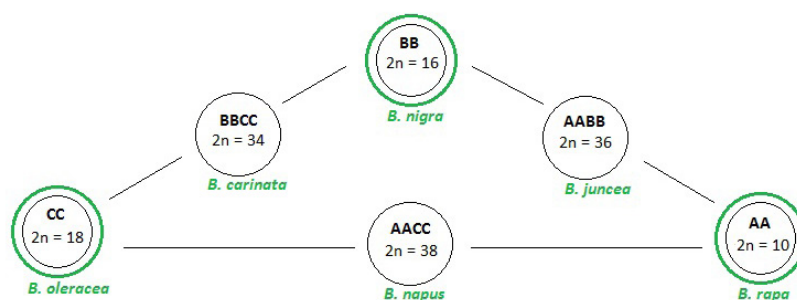 BB
2n = 16
B. nigra
BBCC
2n = 34
B. carinata
AABB
2n = 36
B. juncea
CC
2n = 18
B. oleracea
AACC
2n = 38
B. napus
AA
2n = 10
B. rapa